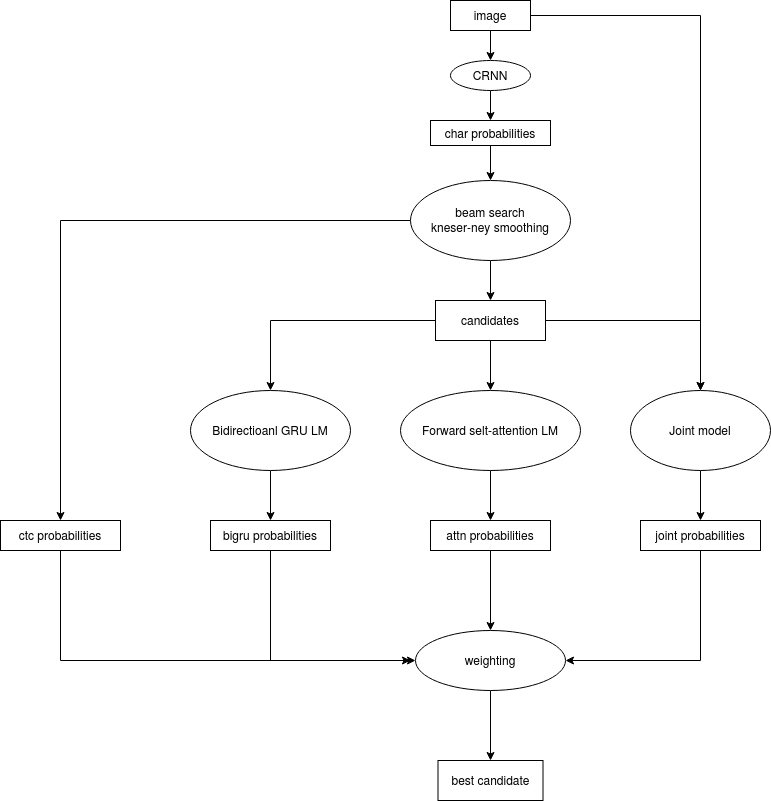 image
CRNN
char probabilities
beam search
kneser-ney smoothing
candidates
Bidirectioanl GRU LM
Forward selt-attention LM
Joint model
ctc probabilities
bigru probabilities
attn probabilities
joint probabilities
weighting
best candidate